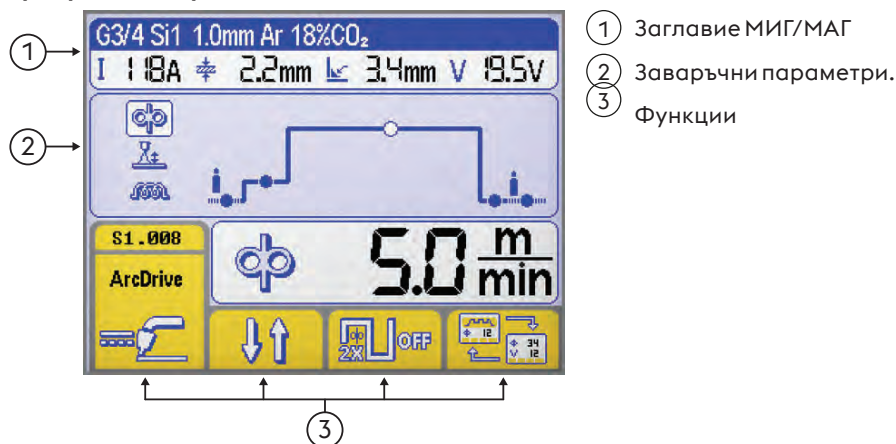 G3/4 Si1 1.0mm Ar 18%CO₂
I 118A 2.2mm 3.4mm V 19.5V
S1.008
ArcDrive
5.0 m/min
2X OFF
12
34
V 12
1 Заглавие МИГ/МАГ
2 Заваръчни параметри.
3 Функции
1
2
3